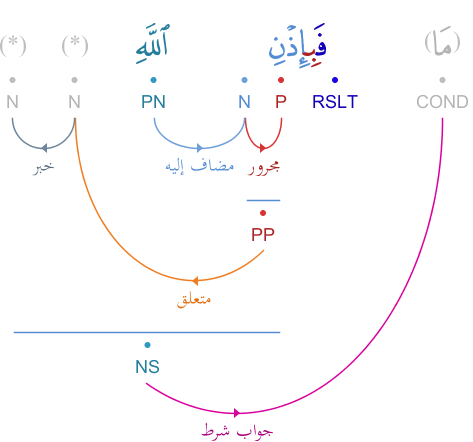 (مَا) فَبِإِذْنِ ٱللَّهِ (*) (*)
COND RSLT P N PN N N
مجرور مضاف إليه خبر
PP
متعلق
NS
جواب شرط